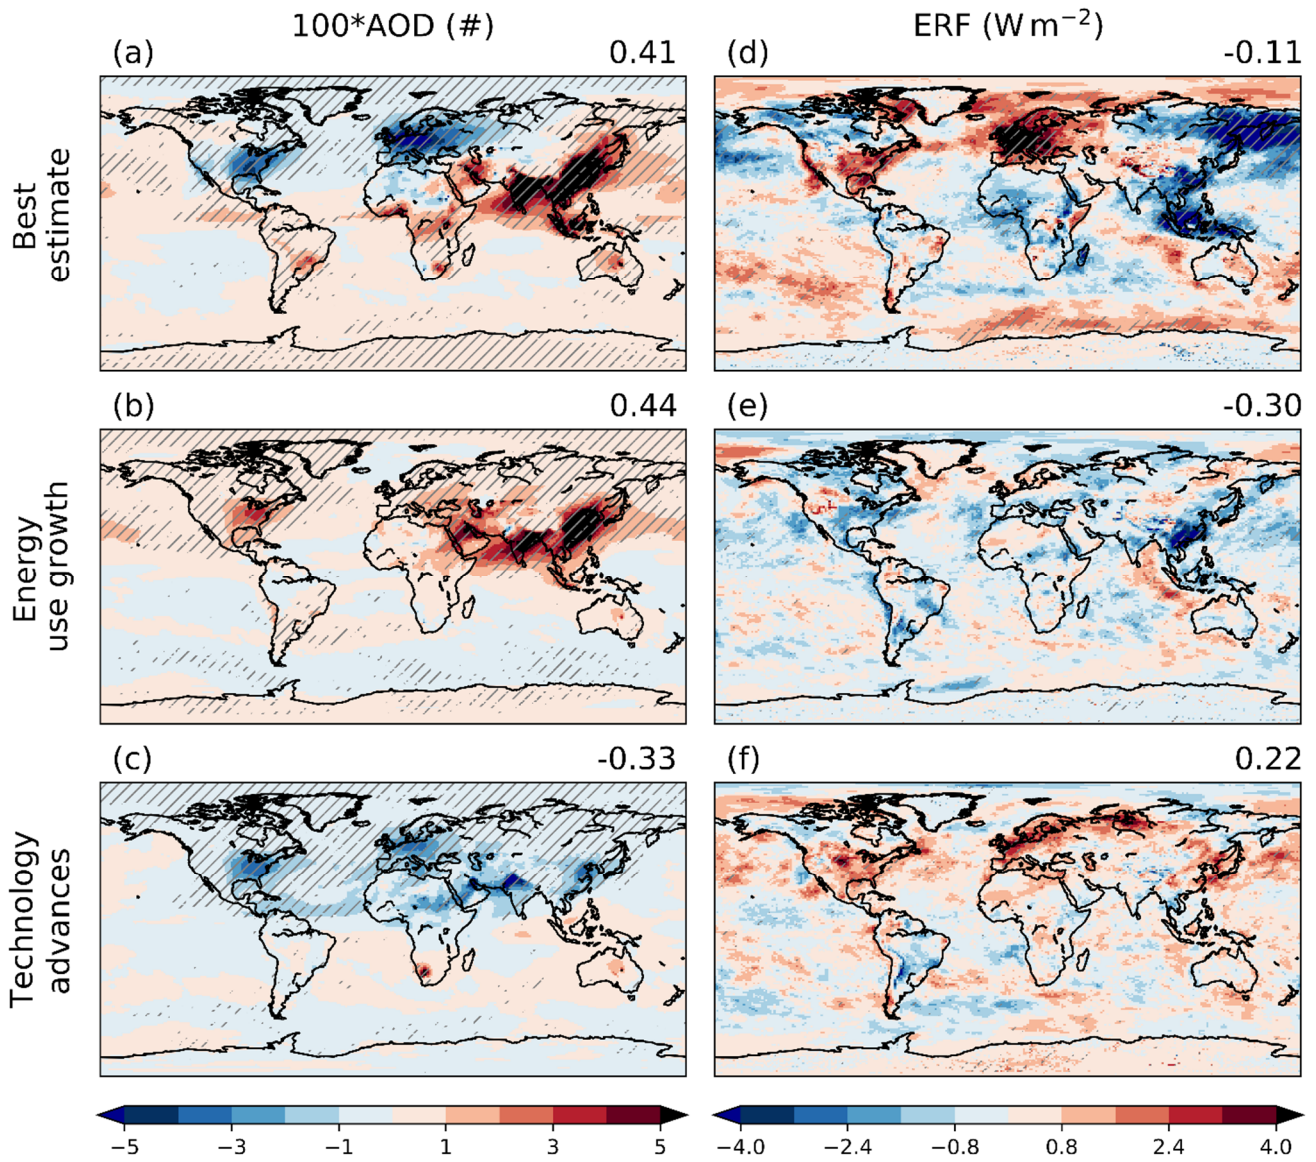 100*AOD (#)
ERF (W m⁻²)
(a)
0.41
(d)
-0.11
Best
estimate
(b)
0.44
(e)
-0.30
Energy
use growth
(c)
-0.33
(f)
0.22
Technology
advances
−5
−3
−1
1
3
5
−4.0
−2.4
−0.8
0.8
2.4
4.0